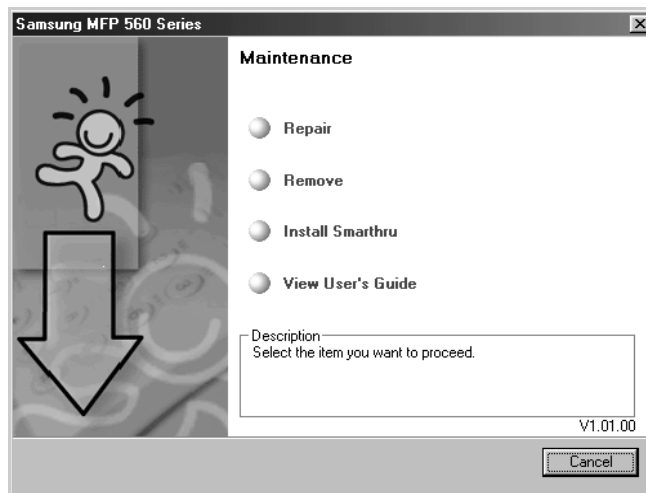 Samsung MFP 560 Series
Maintenance
Repair
Remove
Install Smarthru
View User's Guide
Description
Select the item you want to proceed.
V1.01.00
Cancel